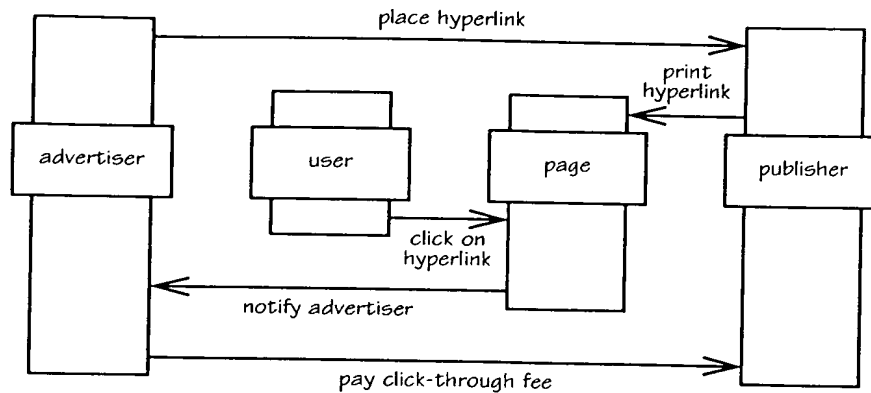 place hyperlink
print
hyperlink
advertiser
user
page
publisher
click on
hyperlink
notify advertiser
pay click-through fee